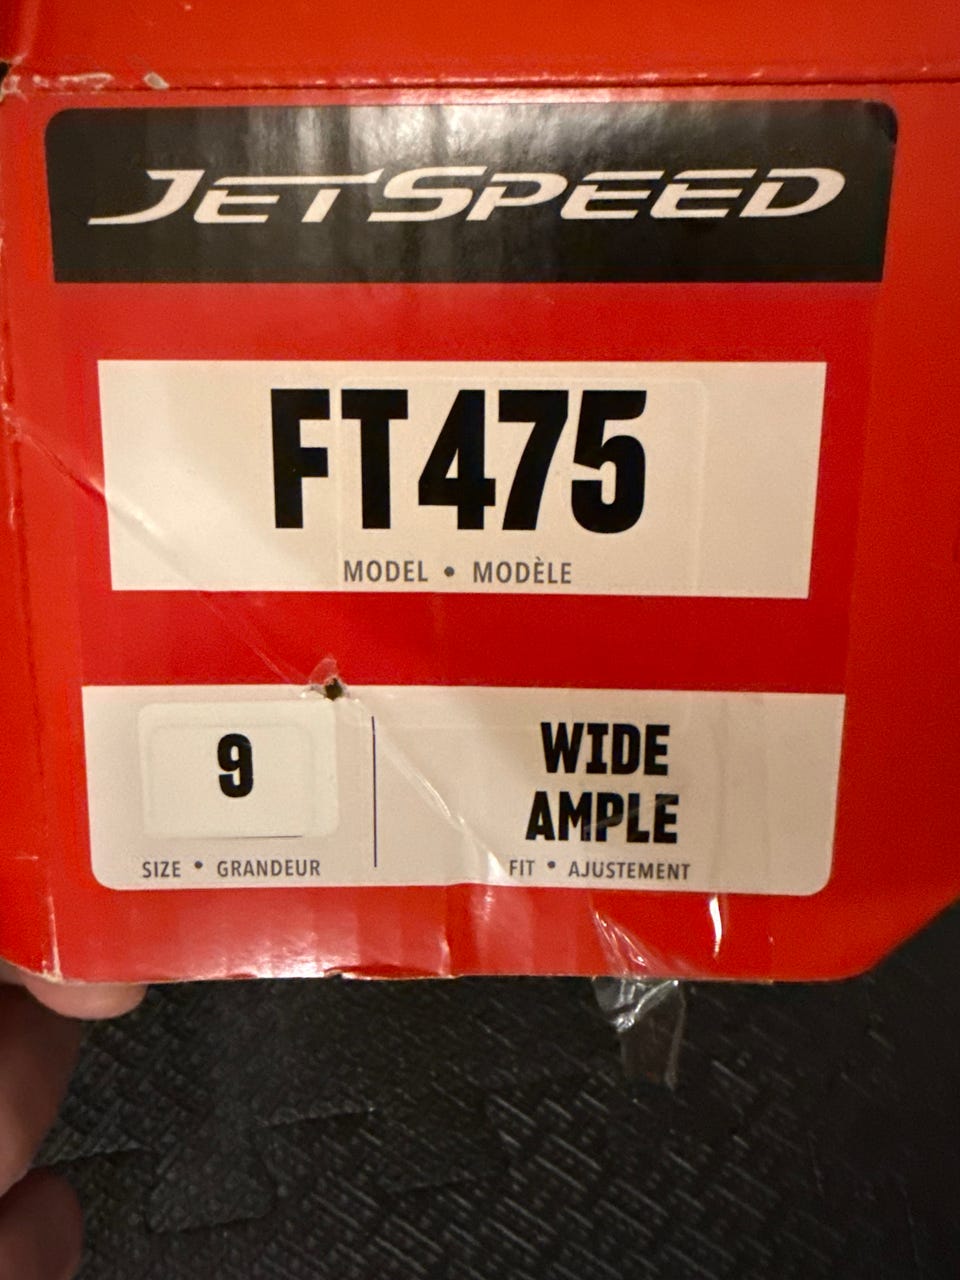 JETSPEED
FT475
MODEL • MODÈLE
9
SIZE • GRANDEUR
WIDE
AMPLE
FIT • AJUSTEMENT